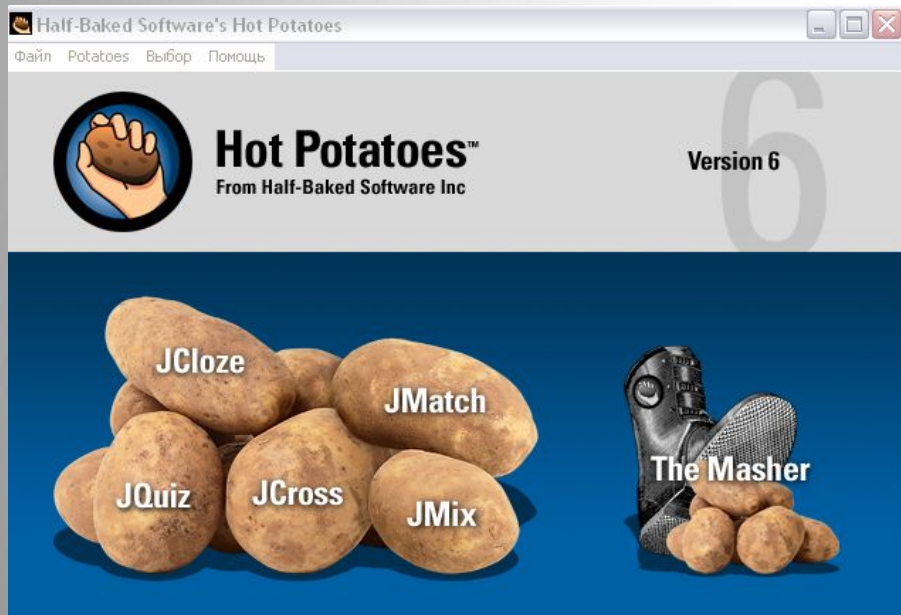 Half-Baked Software's Hot Potatoes
Файл Potatoes Выбор Помощь
Hot Potatoes™
From Half-Baked Software Inc
Version 6
6
JCloze
JMatch
JQuiz
JCross
JMix
The Masher